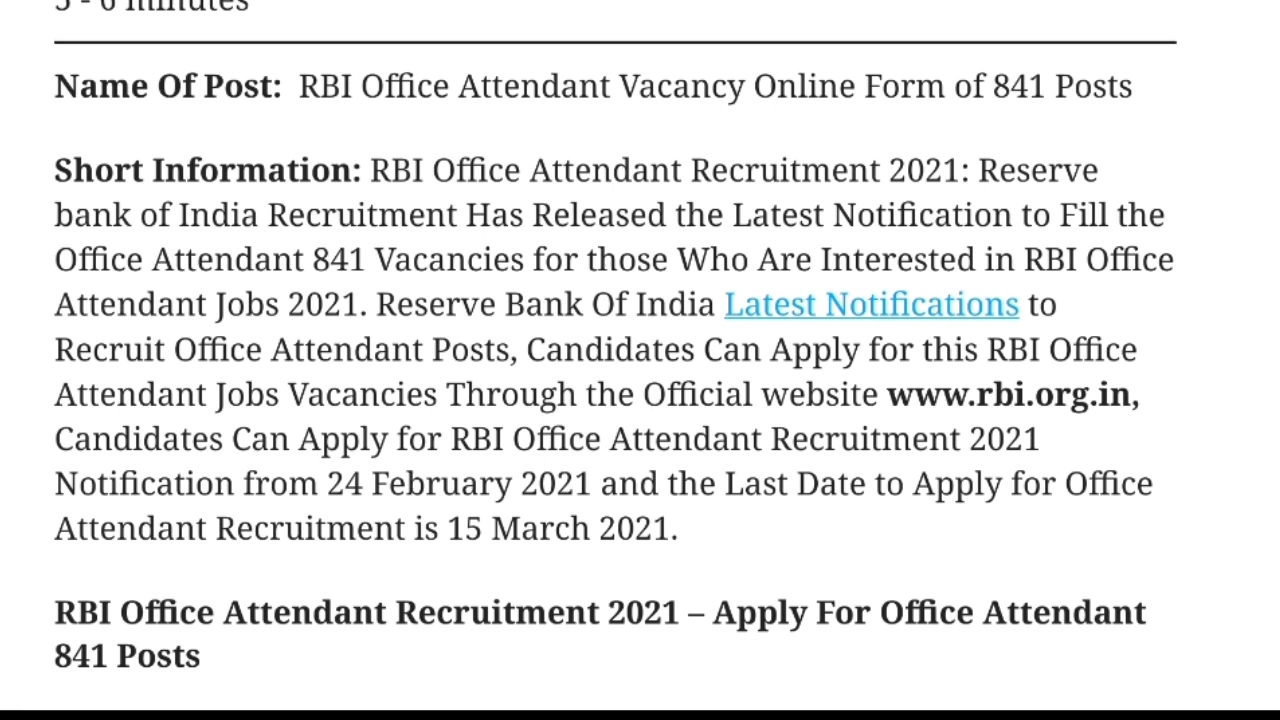 5 - 6 minutes
Name Of Post: RBI Office Attendant Vacancy Online Form of 841 Posts
Short Information: RBI Office Attendant Recruitment 2021: Reserve
bank of India Recruitment Has Released the Latest Notification to Fill the
Office Attendant 841 Vacancies for those Who Are Interested in RBI Office
Attendant Jobs 2021. Reserve Bank Of India Latest Notifications to
Recruit Office Attendant Posts, Candidates Can Apply for this RBI Office
Attendant Jobs Vacancies Through the Official website www.rbi.org.in,
Candidates Can Apply for RBI Office Attendant Recruitment 2021
Notification from 24 February 2021 and the Last Date to Apply for Office
Attendant Recruitment is 15 March 2021.
RBI Office Attendant Recruitment 2021 – Apply For Office Attendant
841 Posts